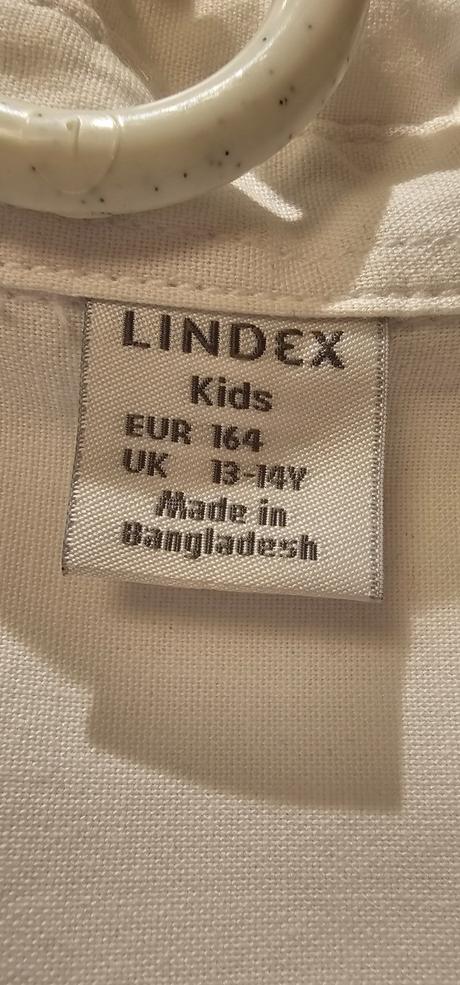 LINDEX
Kids
EUR 164
UK 13-14Y
Made in
Bangladesh